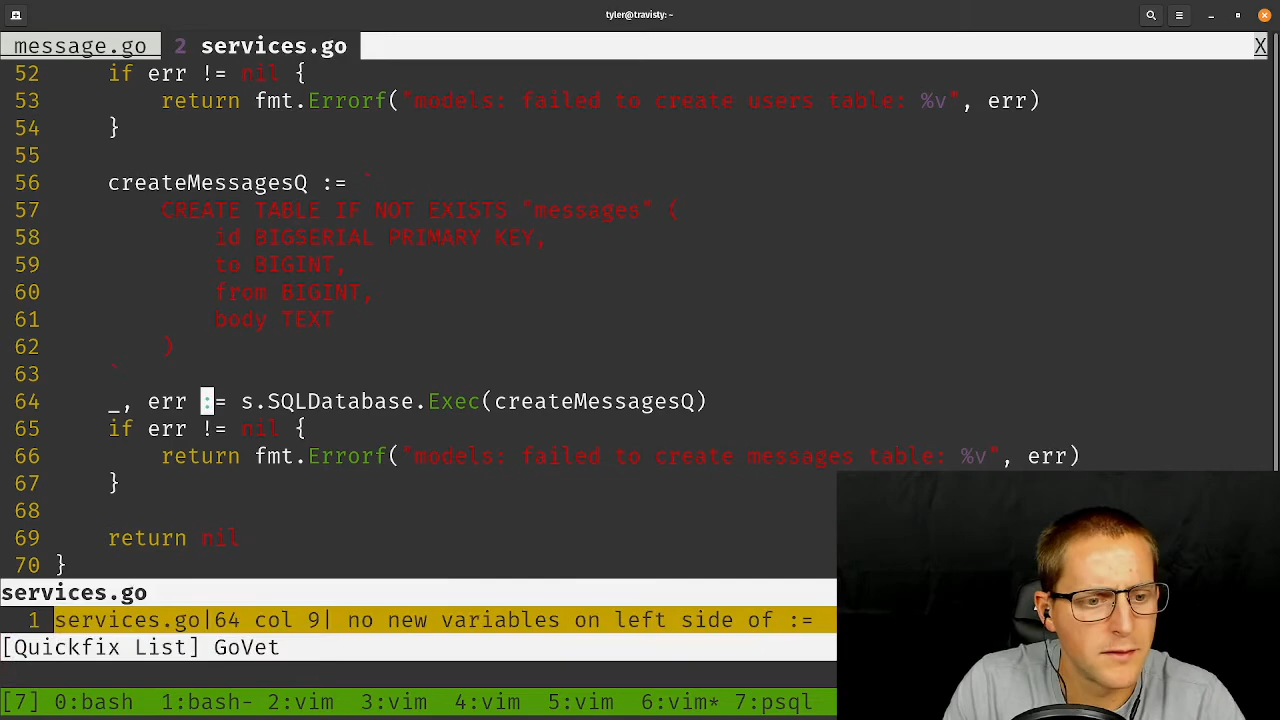 tyler@travisty:~
message.go 2 services.go X
52 if err != nil {
53 return fmt.Errorf("models: failed to create users table: %v", err)
54 }
55
56 createMessagesQ := `
57 CREATE TABLE IF NOT EXISTS "messages" (
58 id BIGSERIAL PRIMARY KEY,
59 to BIGINT,
60 from BIGINT,
61 body TEXT
62 )
63 `
64 _, err := s.SQLDatabase.Exec(createMessagesQ)
65 if err != nil {
66 return fmt.Errorf("models: failed to create messages table: %v", err)
67 }
68
69 return nil
70 }
services.go
1 services.go|64 col 9| no new variables on left side of :=
[Quickfix List] GoVet
[7] 0:bash 1:bash- 2:vim 3:vim 4:vim 5:vim 6:vim* 7:psql